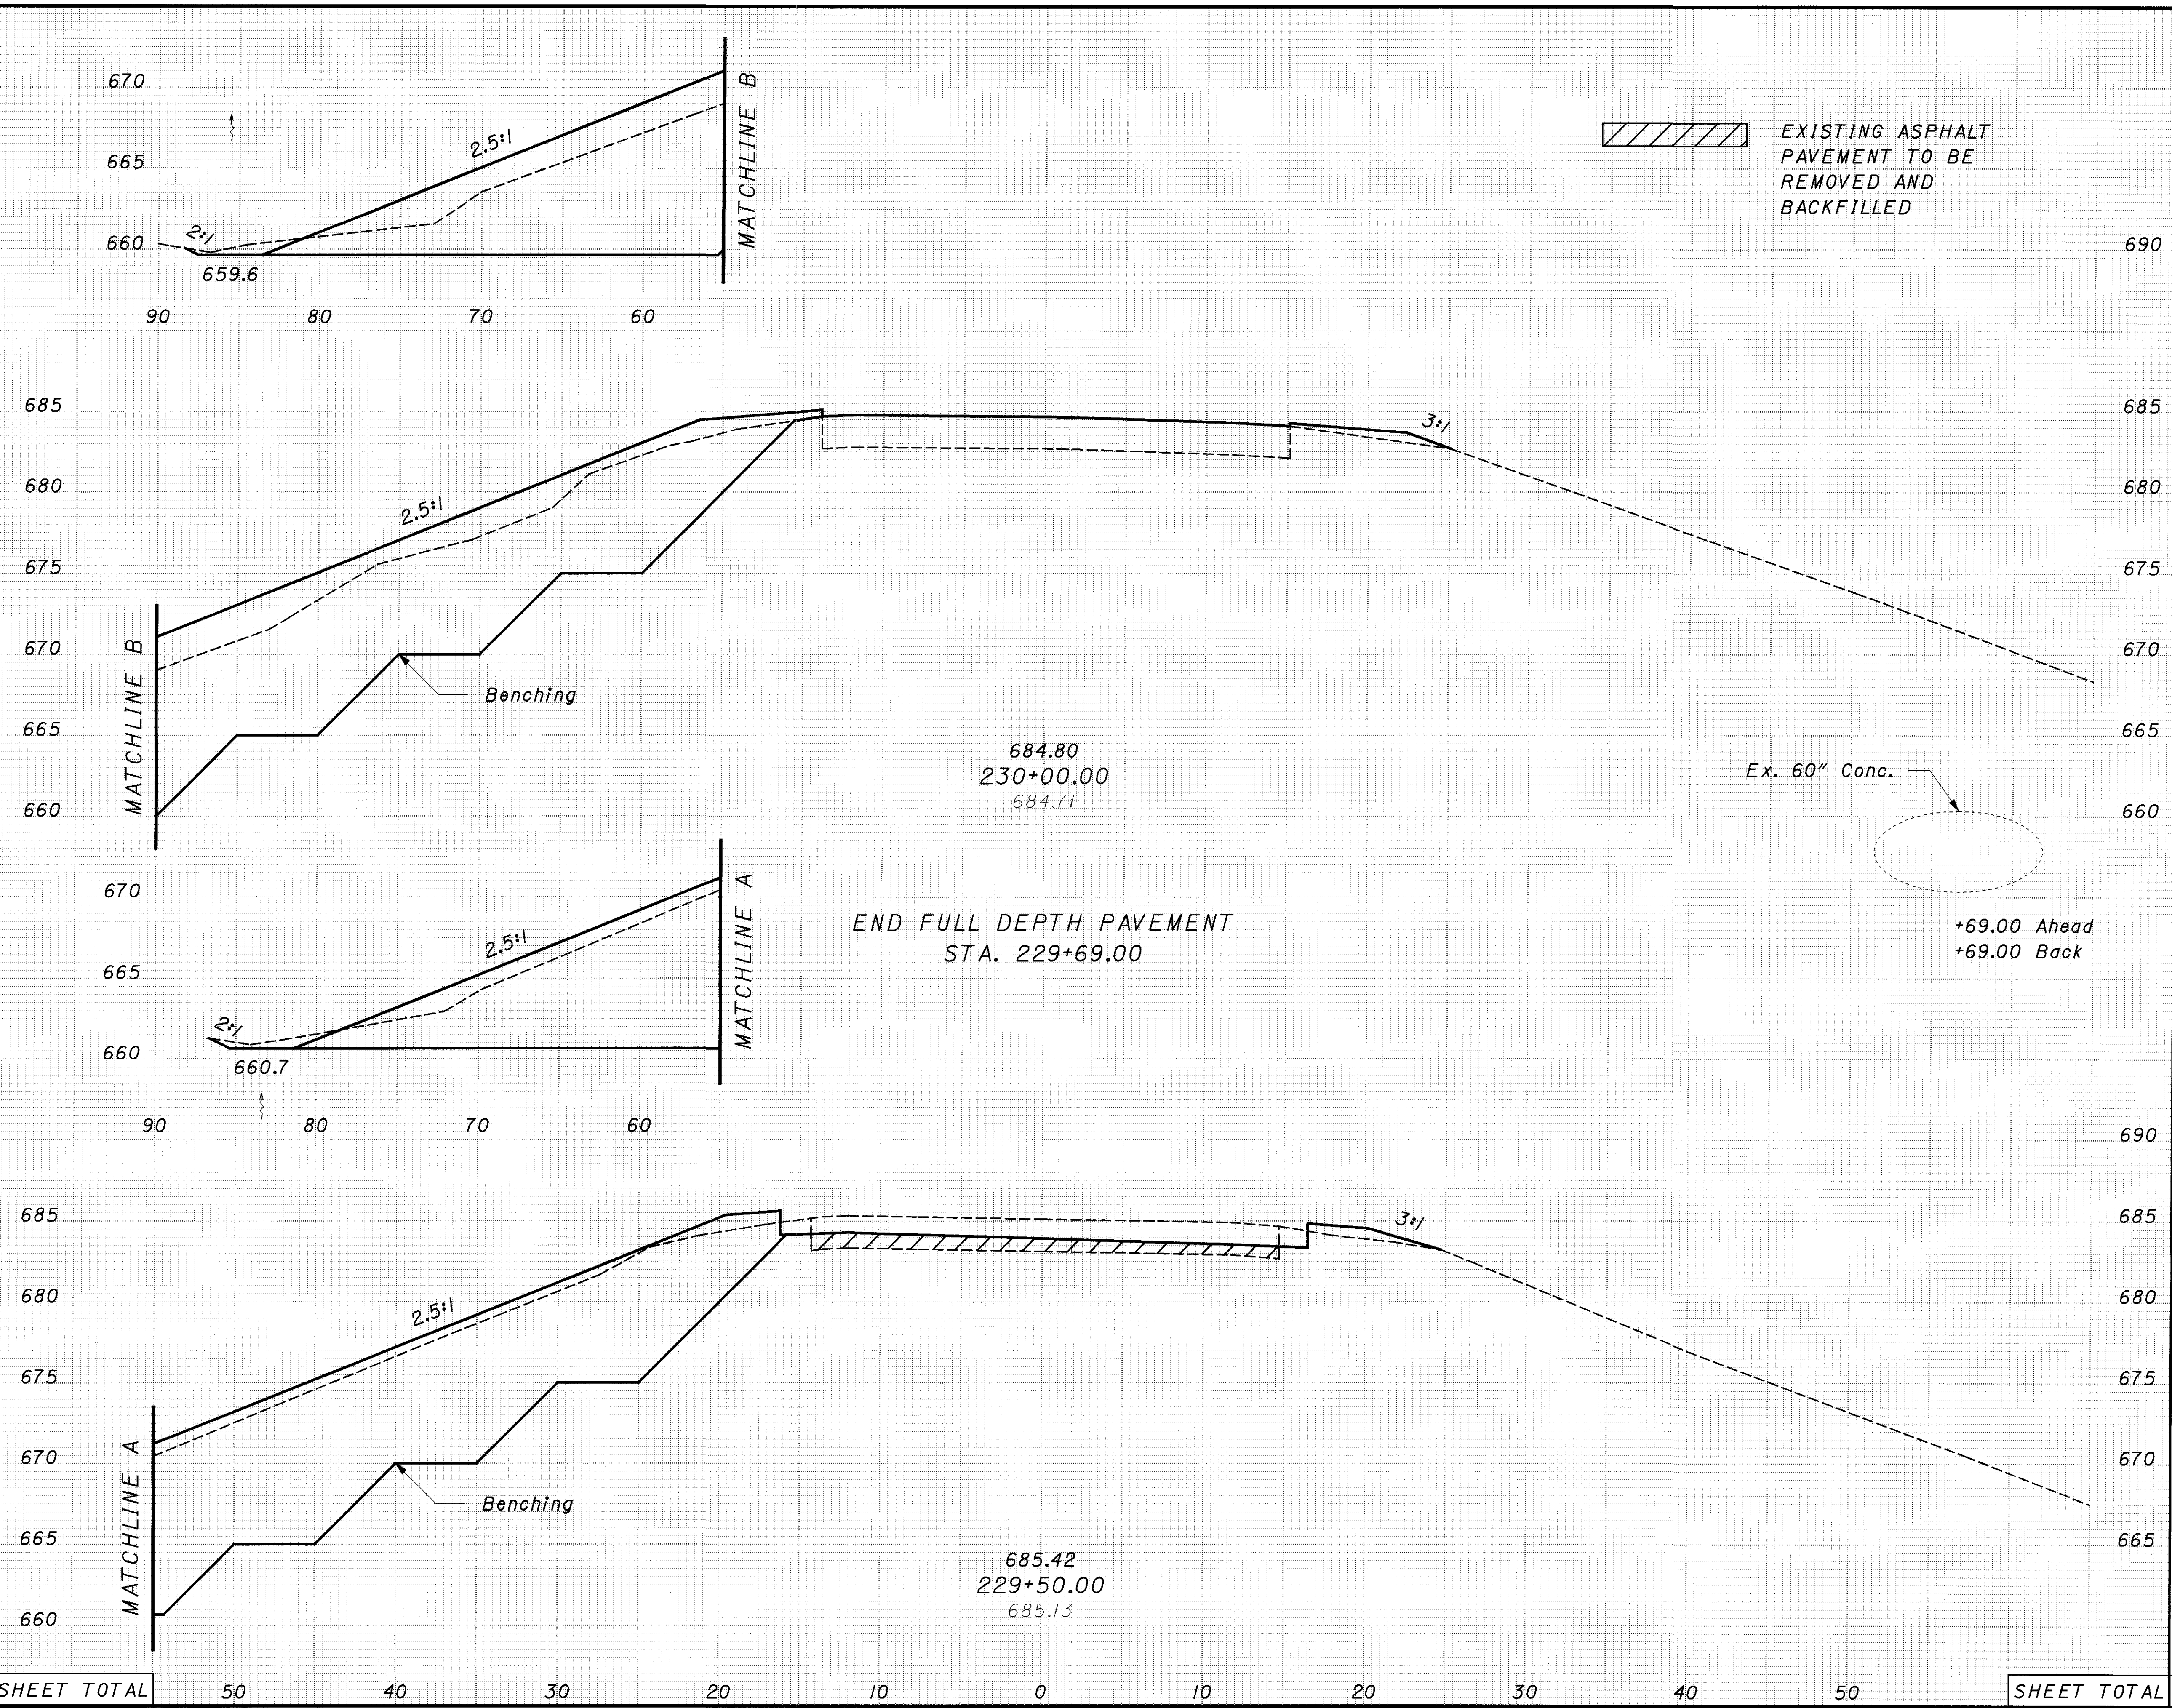 670
665
660
2.5:1
2:1
659.6
MATCHLINE B
EXISTING ASPHALT
PAVEMENT TO BE
REMOVED AND
BACKFILLED
690
90 80 70 60
685
680
675
670
665
660
MATCHLINE B
2.5:1
3:1
Benching
685
680
675
670
665
660
684.80
230+00.00
684.71
Ex. 60" Conc.
670
665
660
2.5:1
2:1
660.7
MATCHLINE A
END FULL DEPTH PAVEMENT
STA. 229+69.00
+69.00 Ahead
+69.00 Back
90 80 70 60
690
685
680
675
670
665
660
MATCHLINE A
2.5:1
3:1
Benching
685
680
675
670
665
685.42
229+50.00
685.13
SHEET TOTAL 50 40 30 20 10 0 10 20 30 40 50 SHEET TOTAL